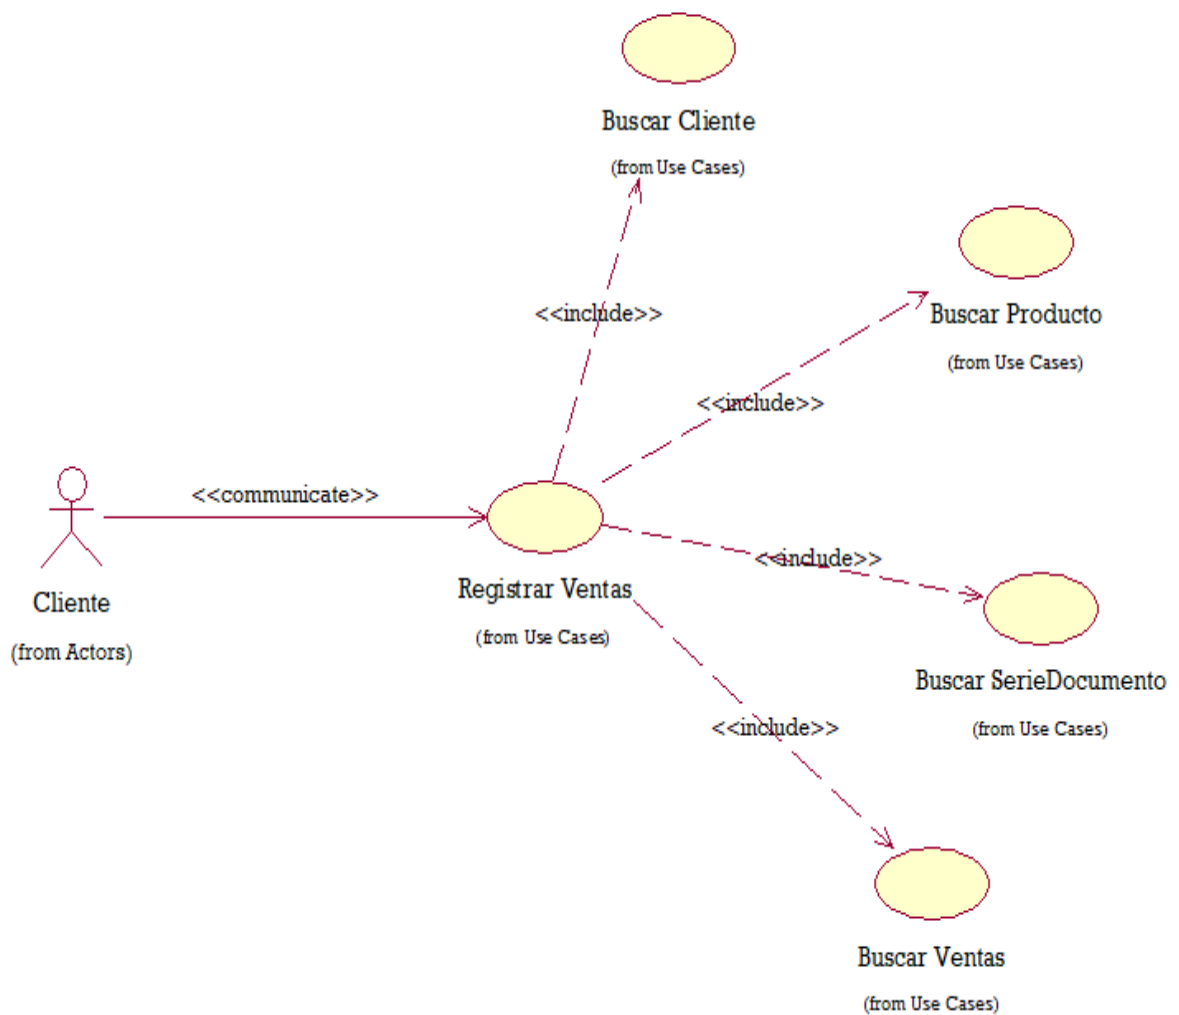 Buscar Cliente
(from Use Cases)
<<include>>
Buscar Producto
(from Use Cases)
<<include>>
<<communicate>>
<<include>>
Registrar Ventas
(from Use Cases)
Cliente
(from Actors)
Buscar SerieDocumento
(from Use Cases)
<<include>>
Buscar Ventas
(from Use Cases)